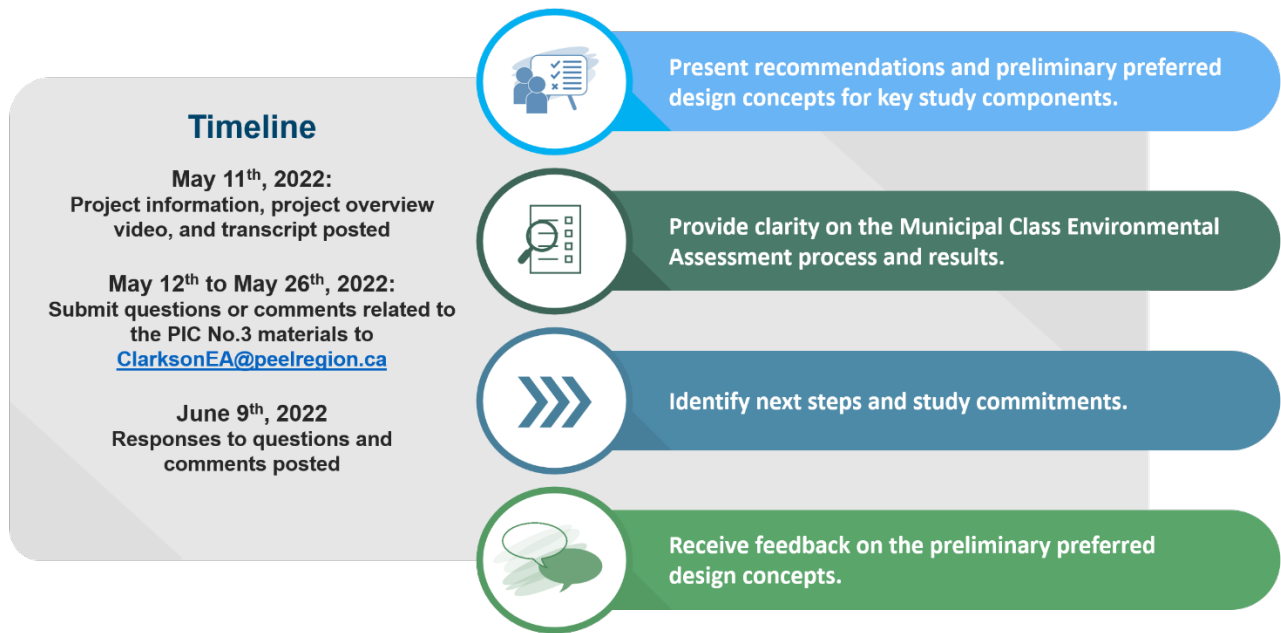 Timeline
May 11th, 2022:
Project information, project overview
video, and transcript posted
May 12th to May 26th, 2022:
Submit questions or comments related to
the PIC No.3 materials to
ClarksonEA@peelregion.ca
June 9th, 2022
Responses to questions and
comments posted
Present recommendations and preliminary preferred
design concepts for key study components.
Provide clarity on the Municipal Class Environmental
Assessment process and results.
Identify next steps and study commitments.
Receive feedback on the preliminary preferred
design concepts.